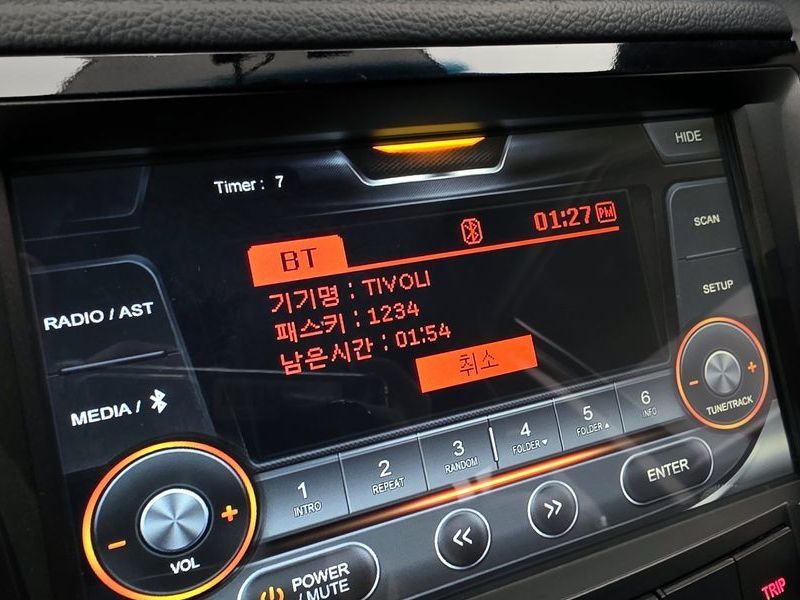 HIDE
Timer : 7
SCAN
01:27 PM
BT
RADIO / AST
기기명 : TIVOLI
SETUP
패스키 : 1234
남은시간 : 01:54
취소
MEDIA /
TUNE/TRACK
1 INTRO
2 REPEAT
3 RANDOM
4 FOLDER ▼
5 FOLDER ▲
6 INFO
ENTER
VOL
POWER
/ MUTE
TRIP